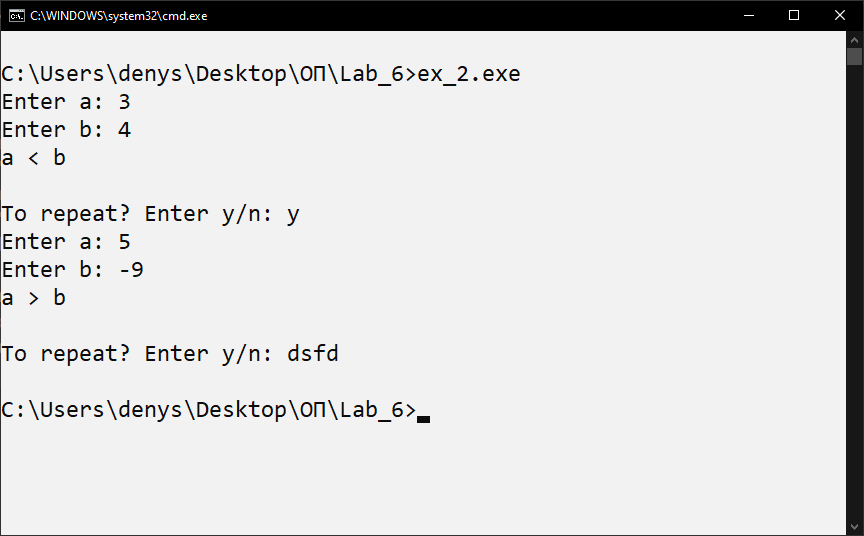 C:\WINDOWS\system32\cmd.exe
C:\Users\denys\Desktop\ОП\Lab_6>ex_2.exe
Enter a: 3
Enter b: 4
a < b
To repeat? Enter y/n: y
Enter a: 5
Enter b: -9
a > b
To repeat? Enter y/n: dsfd
C:\Users\denys\Desktop\ОП\Lab_6>